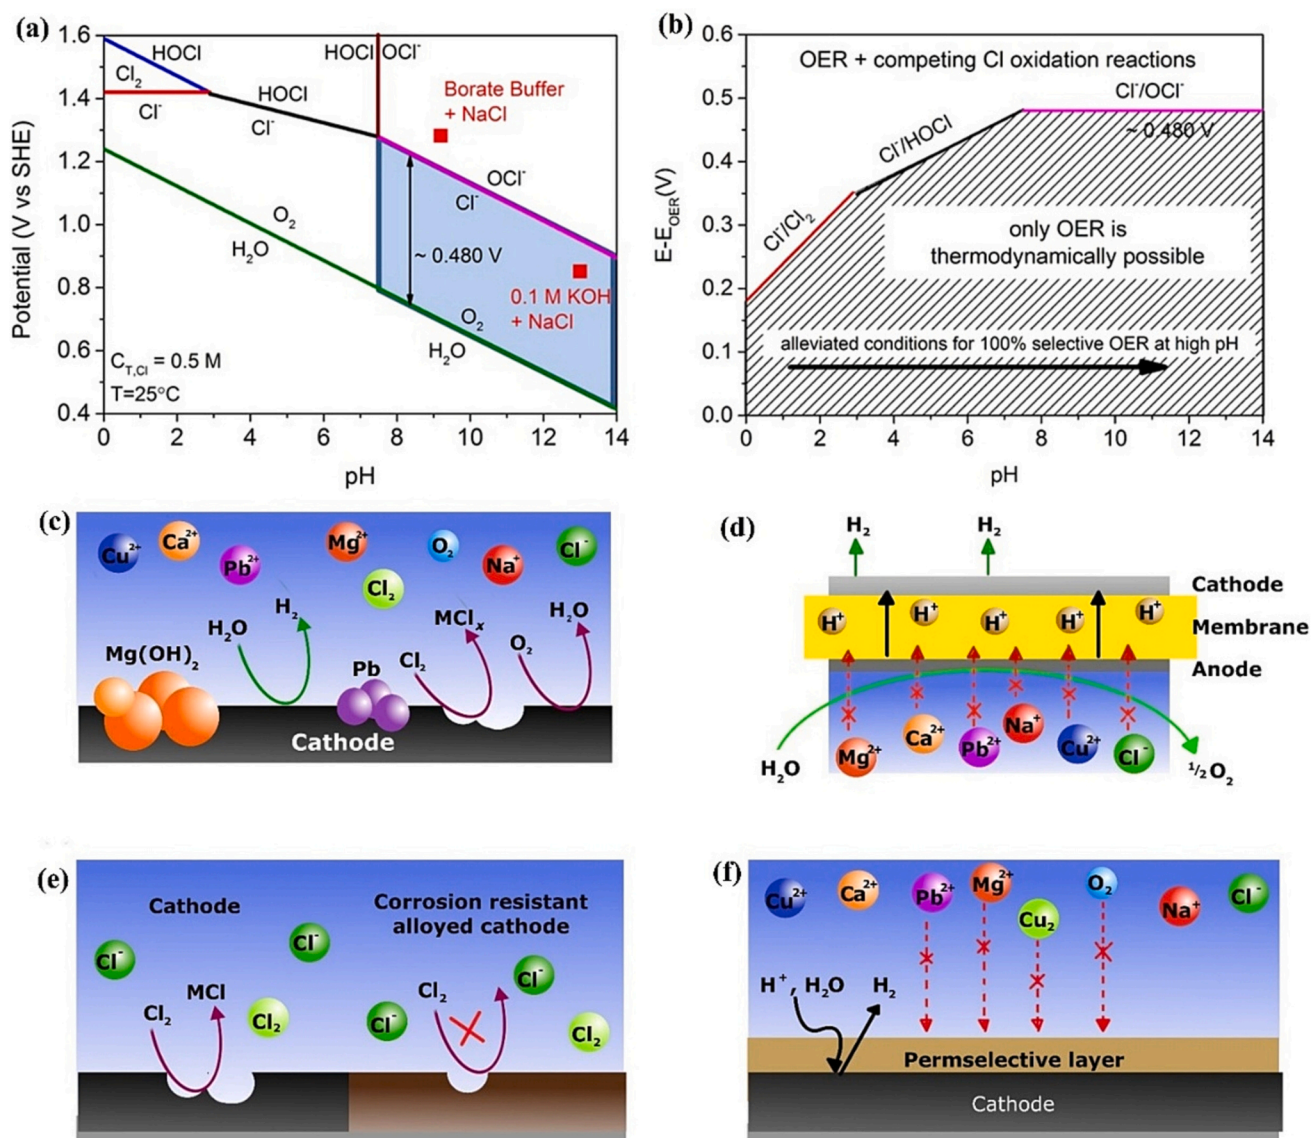 (a)
1.6
1.4
1.2
1.0
0.8
0.6
0.4
Potential (V vs SHE)
HOCl
Cl₂
Cl⁻
HOCl
Cl⁻
HOCl OCl⁻
Borate Buffer
+ NaCl
OCl⁻
Cl⁻
O₂
H₂O
~ 0.480 V
0.1 M KOH
+ NaCl
O₂
H₂O
C_T,Cl = 0.5 M
T=25°C
0 2 4 6 8 10 12 14
pH
(b)
0.6
0.5
0.4
0.3
0.2
0.1
0.0
E-E_OER(V)
OER + competing Cl oxidation reactions
Cl⁻/OCl⁻
~ 0.480 V
Cl⁻/HOCl
Cl⁻/Cl₂
only OER is
thermodynamically possible
alleviated conditions for 100% selective OER at high pH
0 2 4 6 8 10 12 14
pH
(c)
Cu²⁺ Ca²⁺ Pb²⁺ Mg²⁺ O₂ Na⁺ Cl⁻
Cl₂
H₂O H₂ MClₓ H₂O
Mg(OH)₂ Pb Cl₂ O₂
Cathode
(d)
H₂ H₂
Cathode
H⁺ H⁺ H⁺ H⁺ H⁺
Membrane
Anode
Mg²⁺ Ca²⁺ Pb²⁺ Na⁺ Cu²⁺ Cl⁻
H₂O ¹/₂O₂
(e)
Cathode
Corrosion resistant
alloyed cathode
Cl⁻ Cl⁻ Cl⁻
Cl₂ MCl Cl₂ Cl⁻ Cl₂ Cl₂
(f)
Cu²⁺ Ca²⁺ Pb²⁺ Mg²⁺ O₂ Na⁺ Cl⁻
Cu₂
H⁺, H₂O H₂
Permselective layer
Cathode